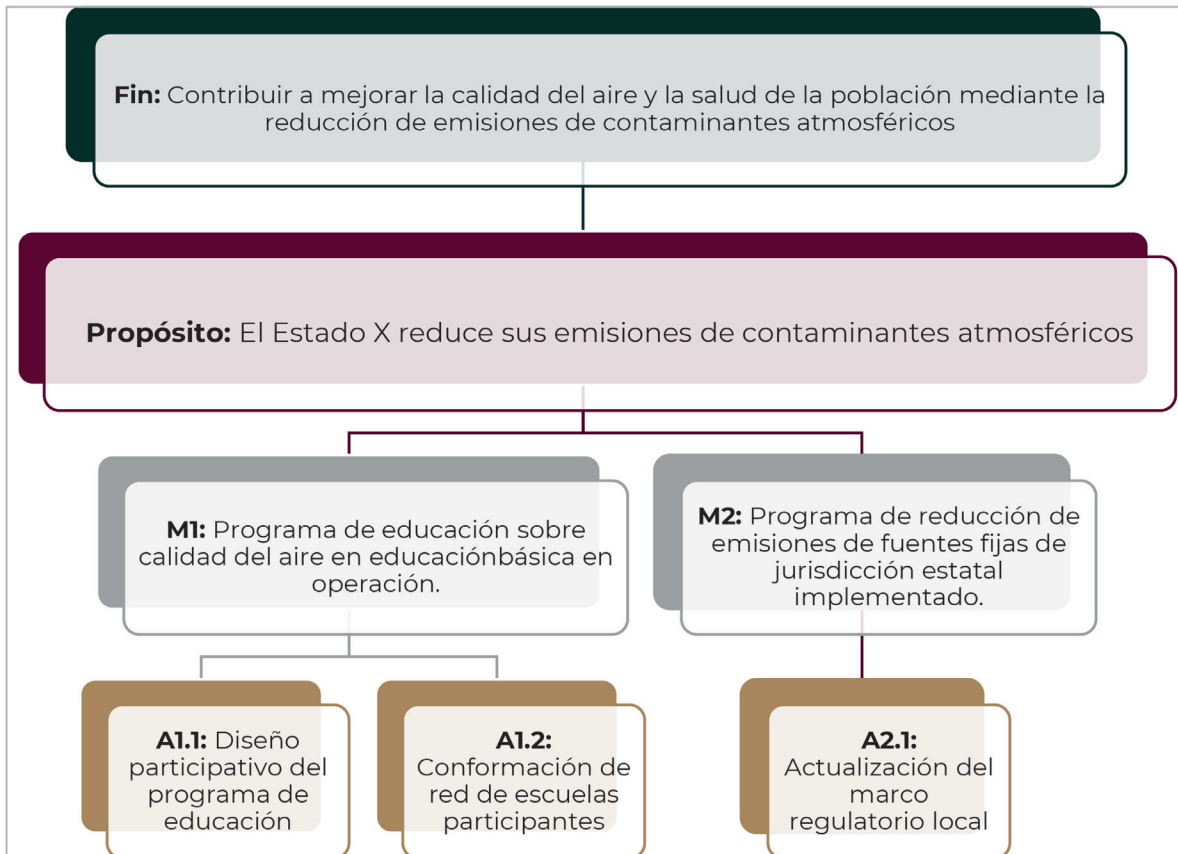 Fin: Contribuir a mejorar la calidad del aire y la salud de la población mediante la
reducción de emisiones de contaminantes atmosféricos
Propósito: El Estado X reduce sus emisiones de contaminantes atmosféricos
M1: Programa de educación sobre
calidad del aire en educaciónbásica en
operación.
M2: Programa de reducción de
emisiones de fuentes fijas de
jurisdicción estatal
implementado.
A1.1: Diseño
participativo del
programa de
educación
A1.2:
Conformación de
red de escuelas
participantes
A2.1:
Actualización del
marco
regulatorio local